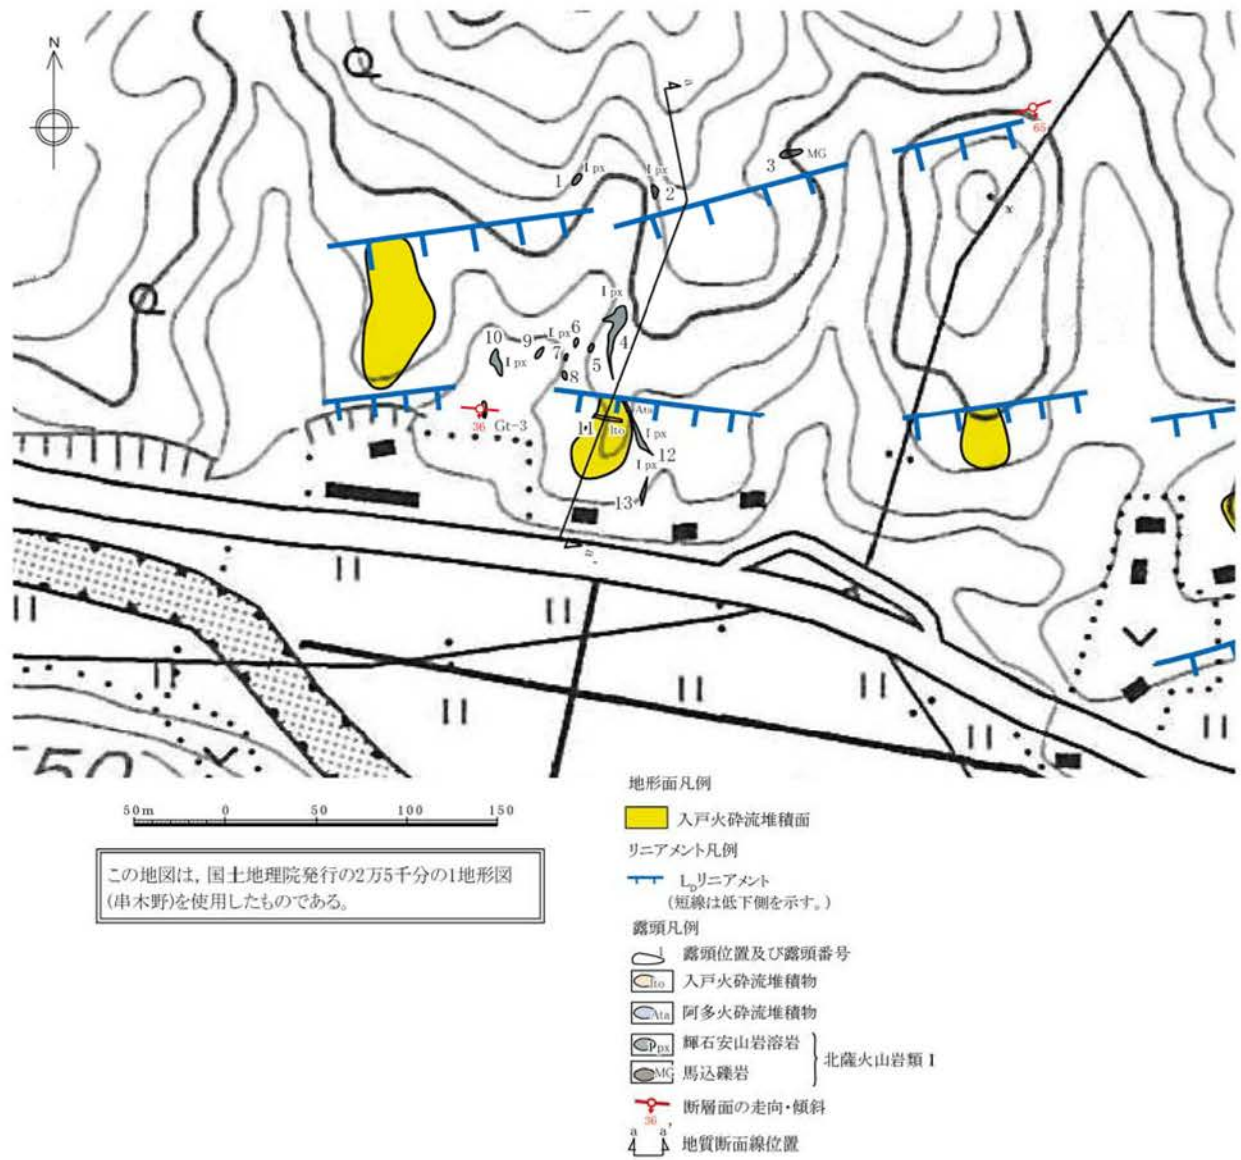 N
a
65
3
MG
1
I px
I px
2
x
I px
10
9
I px
6
7
5
4
I px
8
36
Gt-3
11
Ata
Ito
I px
12
I px
13
a'
50
50m 0 50 100 150
この地図は，国土地理院発行の2万5千分の1地形図
(串木野)を使用したものである。
地形面凡例
入戸火砕流堆積面
リニアメント凡例
LDリニアメント
(短線は低下側を示す。)
露頭凡例
1 露頭位置及び露頭番号
Ito 入戸火砕流堆積物
Ata 阿多火砕流堆積物
Ppx 輝石安山岩溶岩
北薩火山岩類 I
MG 馬込礫岩
36 断層面の走向・傾斜
a a' 地質断面線位置